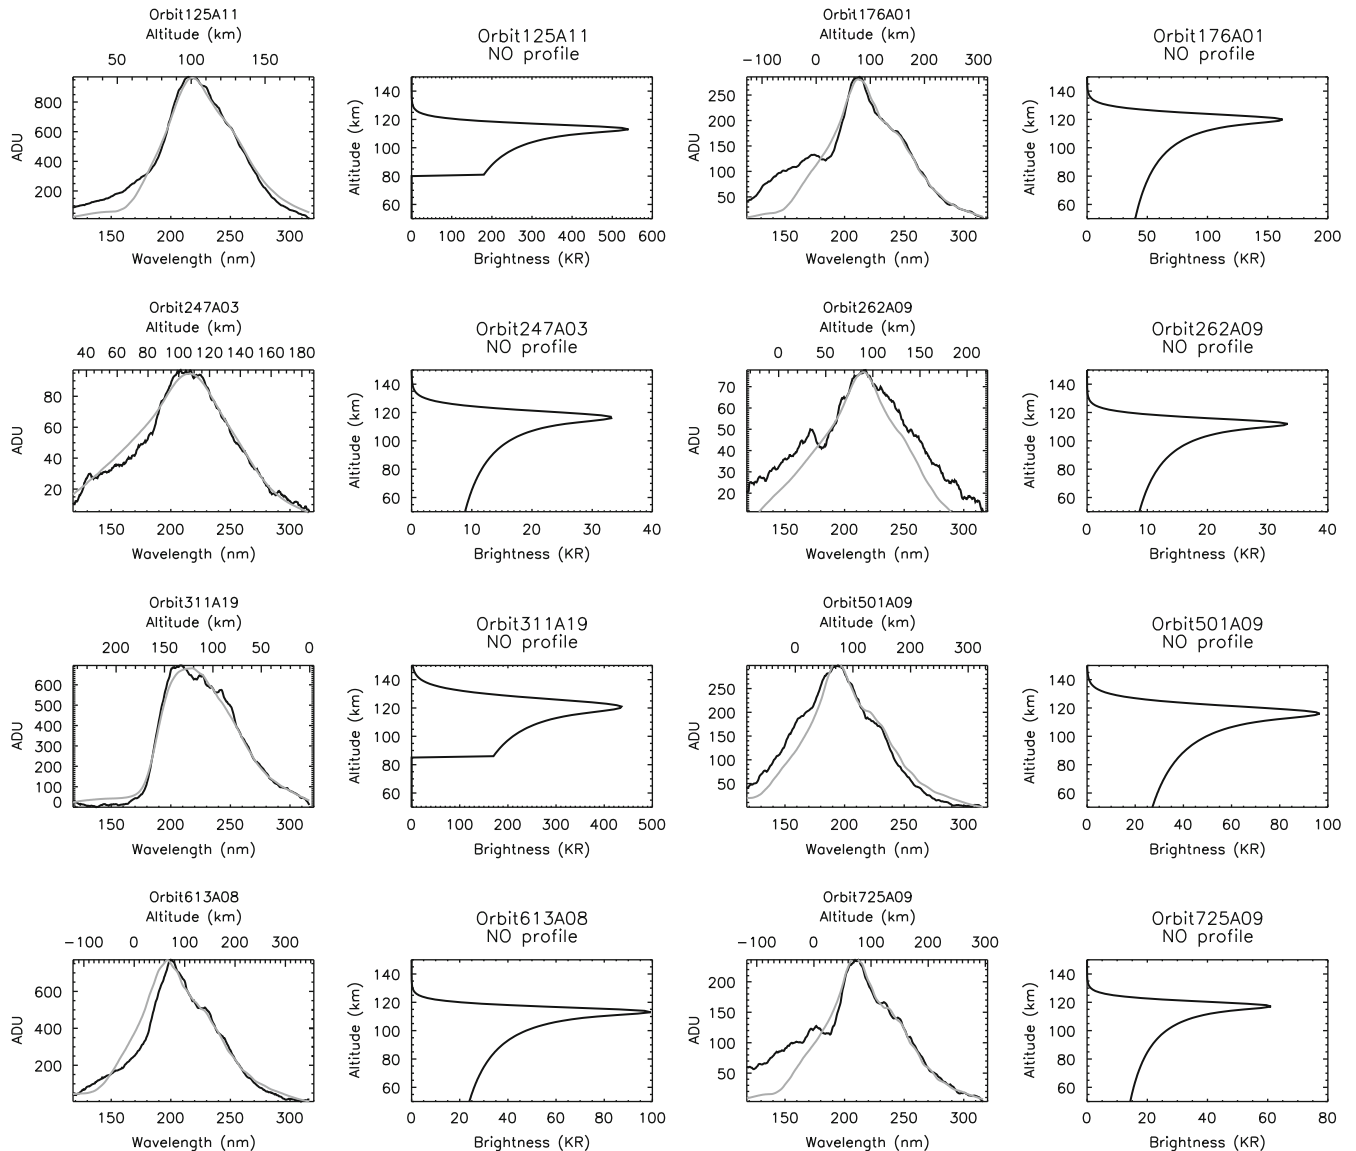 Orbit125A11
Altitude (km)
50 100 150
ADU
800
600
400
200
150 200 250 300
Wavelength (nm)
Orbit125A11
NO profile
Altitude (km)
140
120
100
80
60
0 100 200 300 400 500 600
Brightness (KR)
Orbit176A01
Altitude (km)
−100 0 100 200 300
ADU
250
200
150
100
50
150 200 250 300
Wavelength (nm)
Orbit176A01
NO profile
Altitude (km)
140
120
100
80
60
0 50 100 150 200
Brightness (KR)
Orbit247A03
Altitude (km)
40 60 80 100 120 140 160 180
ADU
80
60
40
20
150 200 250 300
Wavelength (nm)
Orbit247A03
NO profile
Altitude (km)
140
120
100
80
60
0 10 20 30 40
Brightness (KR)
Orbit262A09
Altitude (km)
0 50 100 150 200
ADU
70
60
50
40
30
20
150 200 250 300
Wavelength (nm)
Orbit262A09
NO profile
Altitude (km)
140
120
100
80
60
0 10 20 30 40
Brightness (KR)
Orbit311A19
Altitude (km)
200 150 100 50 0
ADU
600
500
400
300
200
100
0
150 200 250 300
Wavelength (nm)
Orbit311A19
NO profile
Altitude (km)
140
120
100
80
60
0 100 200 300 400 500
Brightness (KR)
Orbit501A09
Altitude (km)
0 100 200 300
ADU
250
200
150
100
50
150 200 250 300
Wavelength (nm)
Orbit501A09
NO profile
Altitude (km)
140
120
100
80
60
0 20 40 60 80 100
Brightness (KR)
Orbit613A08
Altitude (km)
−100 0 100 200 300
ADU
600
400
200
150 200 250 300
Wavelength (nm)
Orbit613A08
NO profile
Altitude (km)
140
120
100
80
60
0 20 40 60 80 100
Brightness (KR)
Orbit725A09
Altitude (km)
−100 0 100 200 300
ADU
200
150
100
50
150 200 250 300
Wavelength (nm)
Orbit725A09
NO profile
Altitude (km)
140
120
100
80
60
0 20 40 60 80
Brightness (KR)